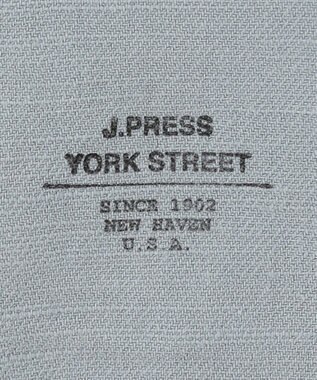 J.PRESS
YORK STREET
SINCE 1902
NEW HAVEN
U.S.A.